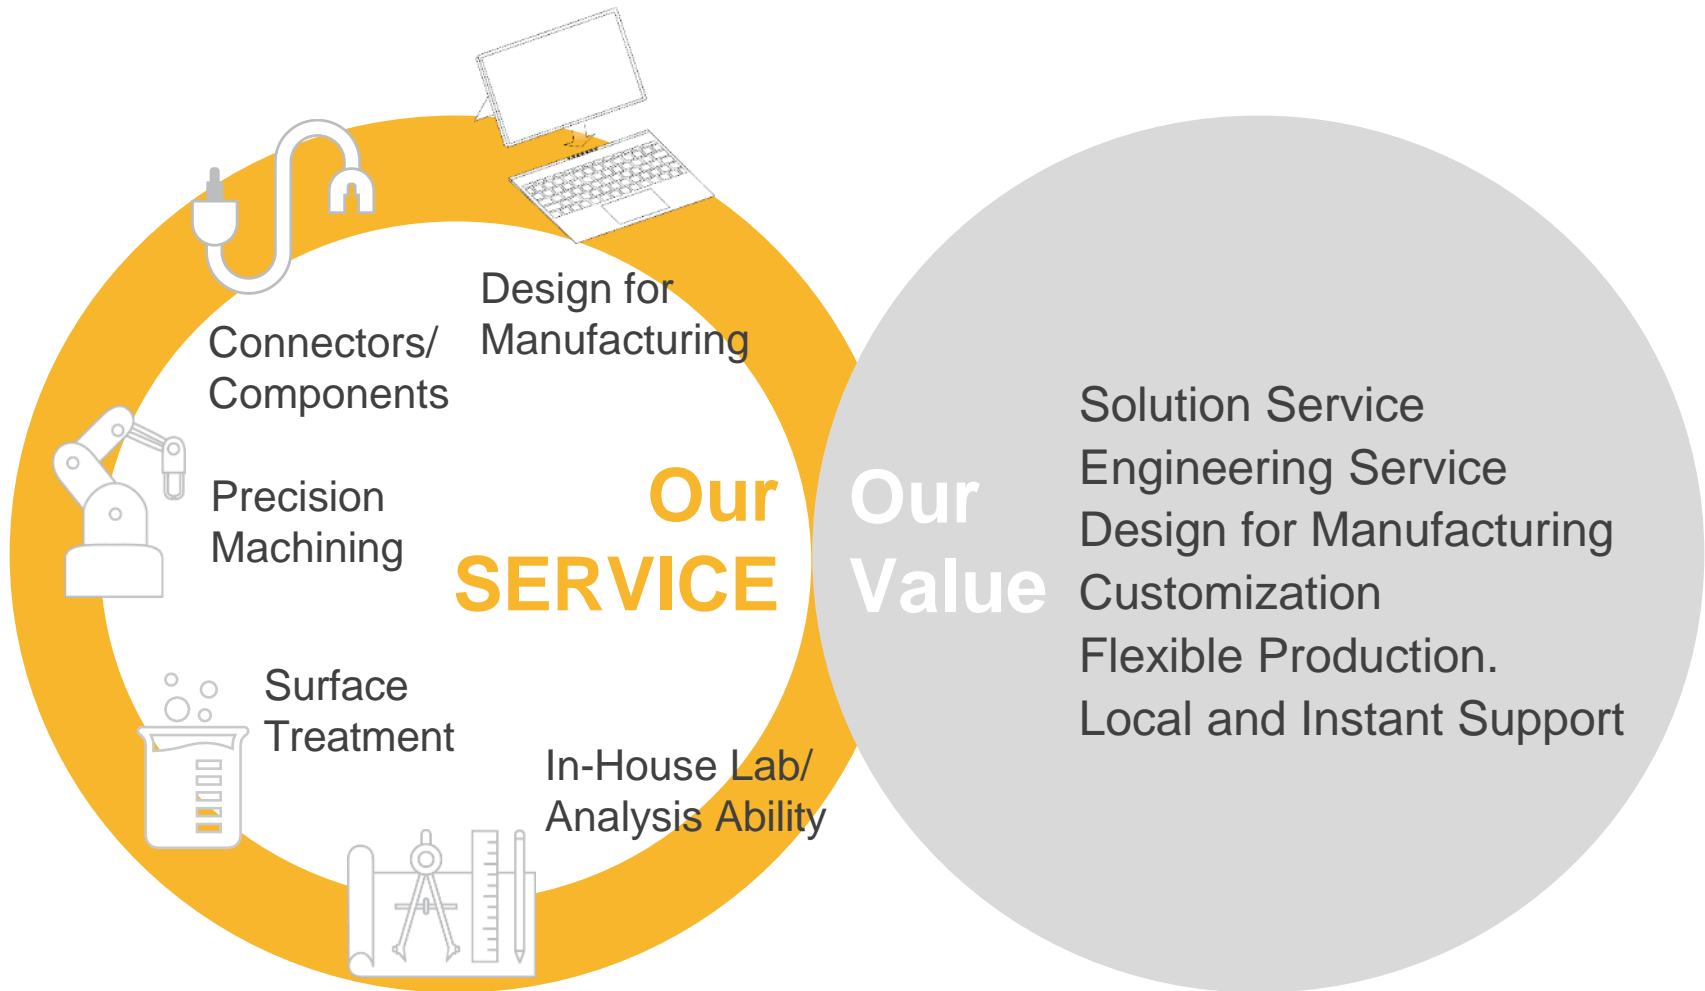 Design for
Manufacturing
Connectors/
Components
Precision
Machining
Surface
Treatment
In-House Lab/
Analysis Ability
Our
SERVICE
Our
Value
Solution Service
Engineering Service
Design for Manufacturing
Customization
Flexible Production.
Local and Instant Support